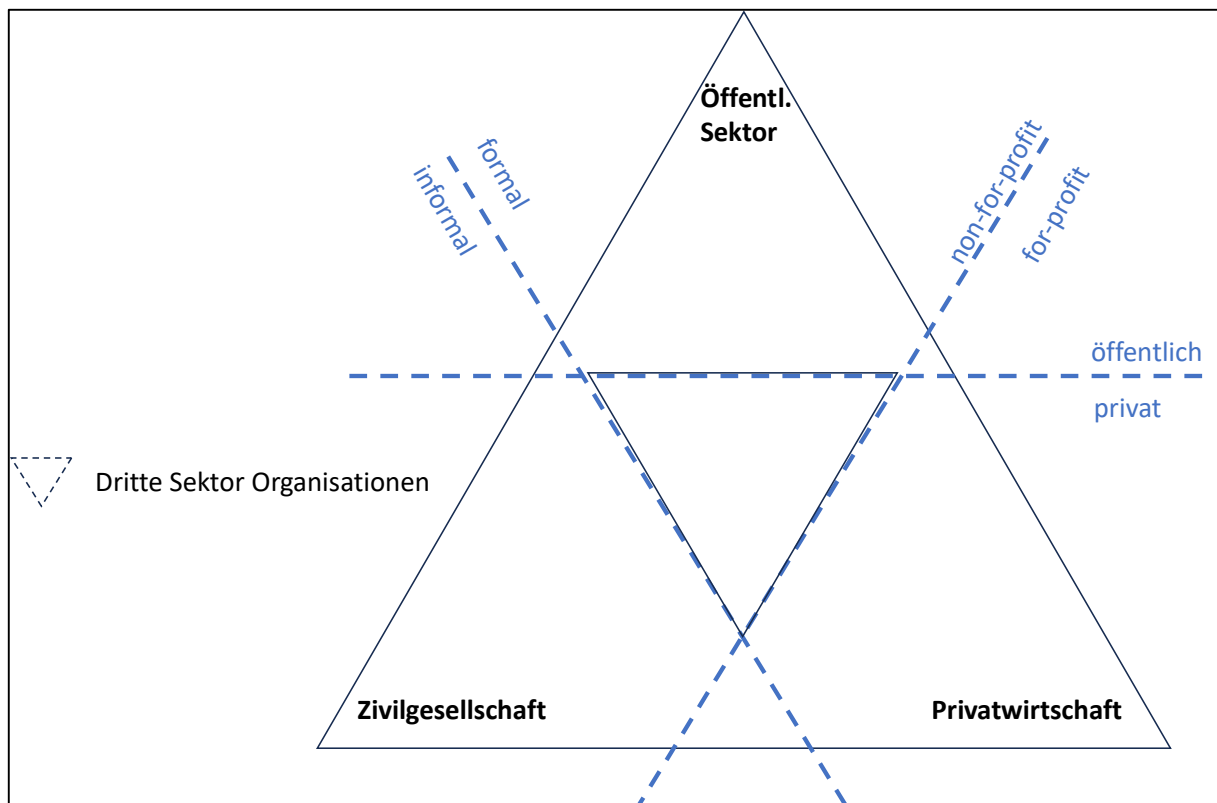 Öffentl.
Sektor
formal
informal
non-for-profit
for-profit
öffentlich
privat
Dritte Sektor Organisationen
Zivilgesellschaft
Privatwirtschaft